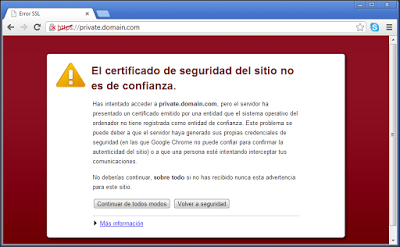 Error SSL
https://private.domain.com
El certificado de seguridad del sitio no
es de confianza.
Has intentado acceder a private.domain.com, pero el servidor ha
presentado un certificado emitido por una entidad que el sistema operativo del
ordenador no tiene registrada como entidad de confianza. Este problema se
puede deber a que el servidor haya generado sus propias credenciales de
seguridad (en las que Google Chrome no puede confiar para confirmar la
autenticidad del sitio) o a que una persona esté intentando interceptar tus
comunicaciones.
No deberías continuar, sobre todo si no has recibido nunca esta advertencia
para este sitio.
Continuar de todos modos Volver a seguridad
Más información